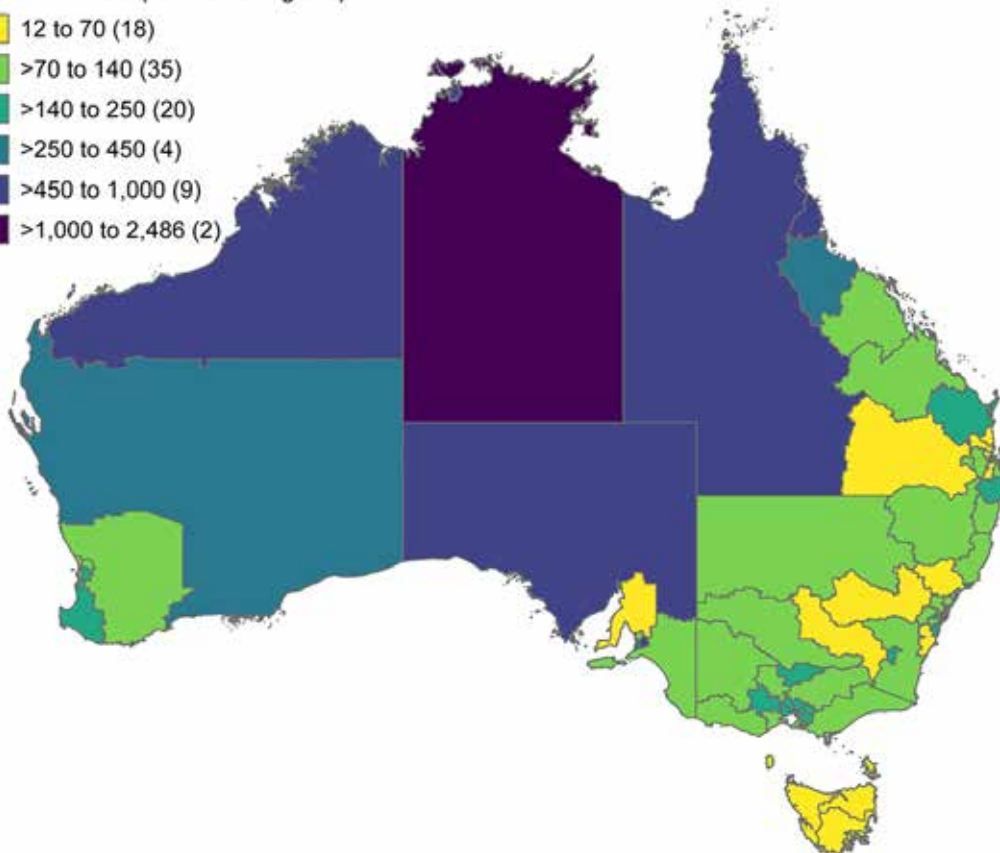 12 to 70 (18)
>70 to 140 (35)
>140 to 250 (20)
>250 to 450 (4)
>450 to 1,000 (9)
>1,000 to 2,486 (2)